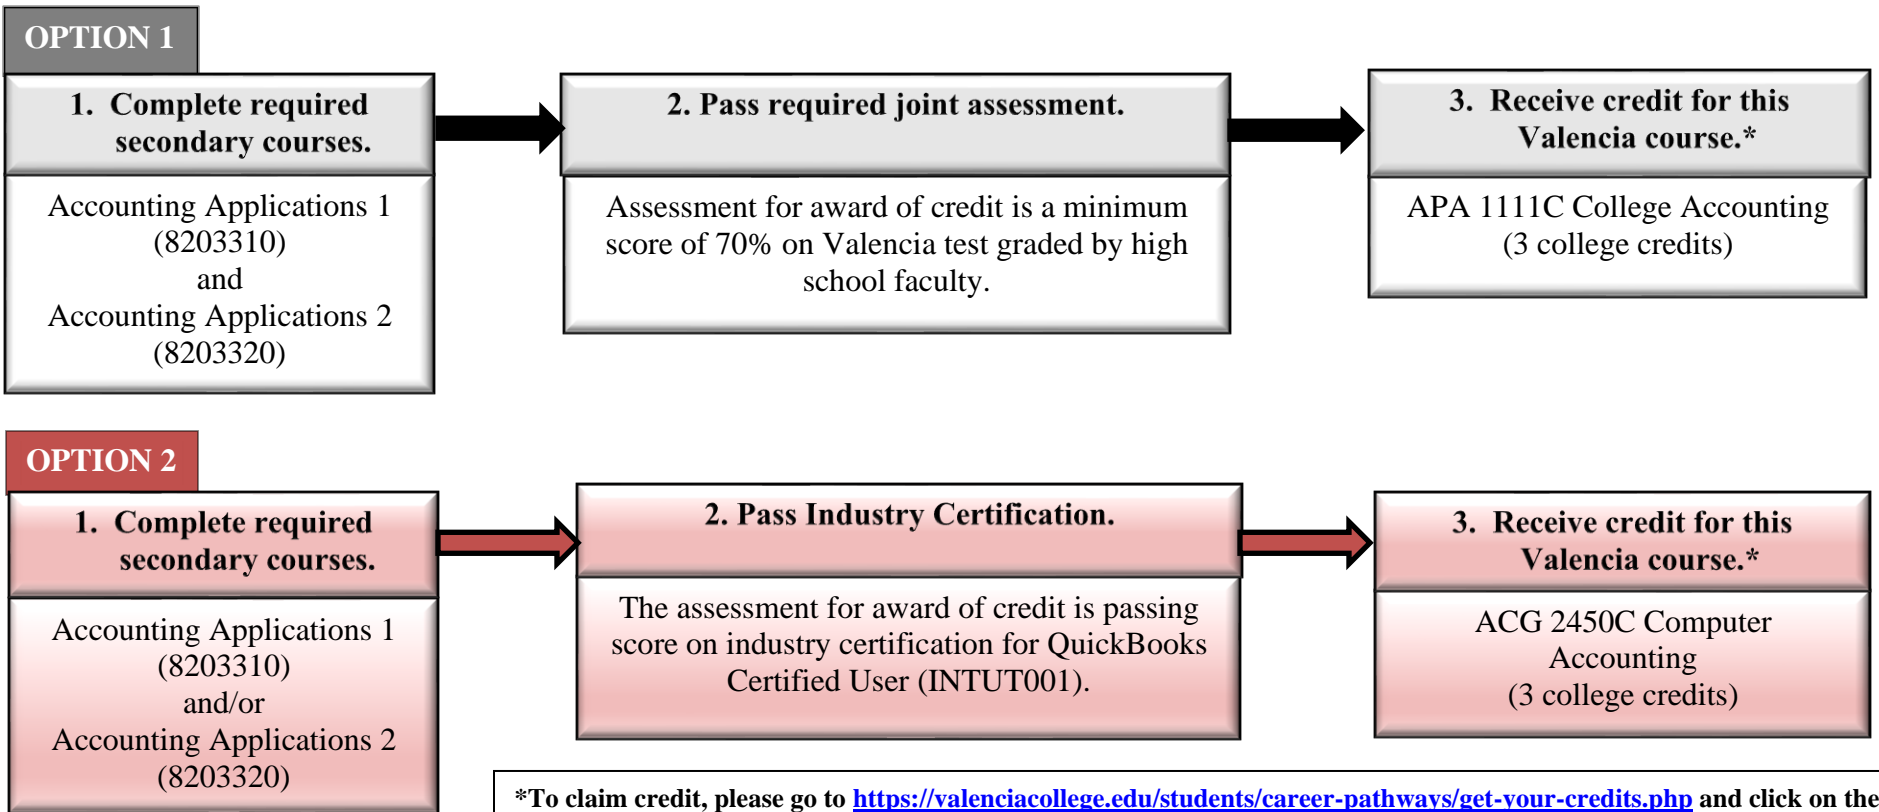 OPTION 1
1. Complete required
secondary courses.
Accounting Applications 1
(8203310)
and
Accounting Applications 2
(8203320)
2. Pass required joint assessment.
Assessment for award of credit is a minimum
score of 70% on Valencia test graded by high
school faculty.
3. Receive credit for this
Valencia course.*
APA 1111C College Accounting
(3 college credits)
OPTION 2
1. Complete required
secondary courses.
Accounting Applications 1
(8203310)
and/or
Accounting Applications 2
(8203320)
2. Pass Industry Certification.
The assessment for award of credit is passing
score on industry certification for QuickBooks
Certified User (INTUT001).
3. Receive credit for this
Valencia course.*
ACG 2450C Computer
Accounting
(3 college credits)
*To claim credit, please go to https://valenciacollege.edu/students/career-pathways/get-your-credits.php and click on the